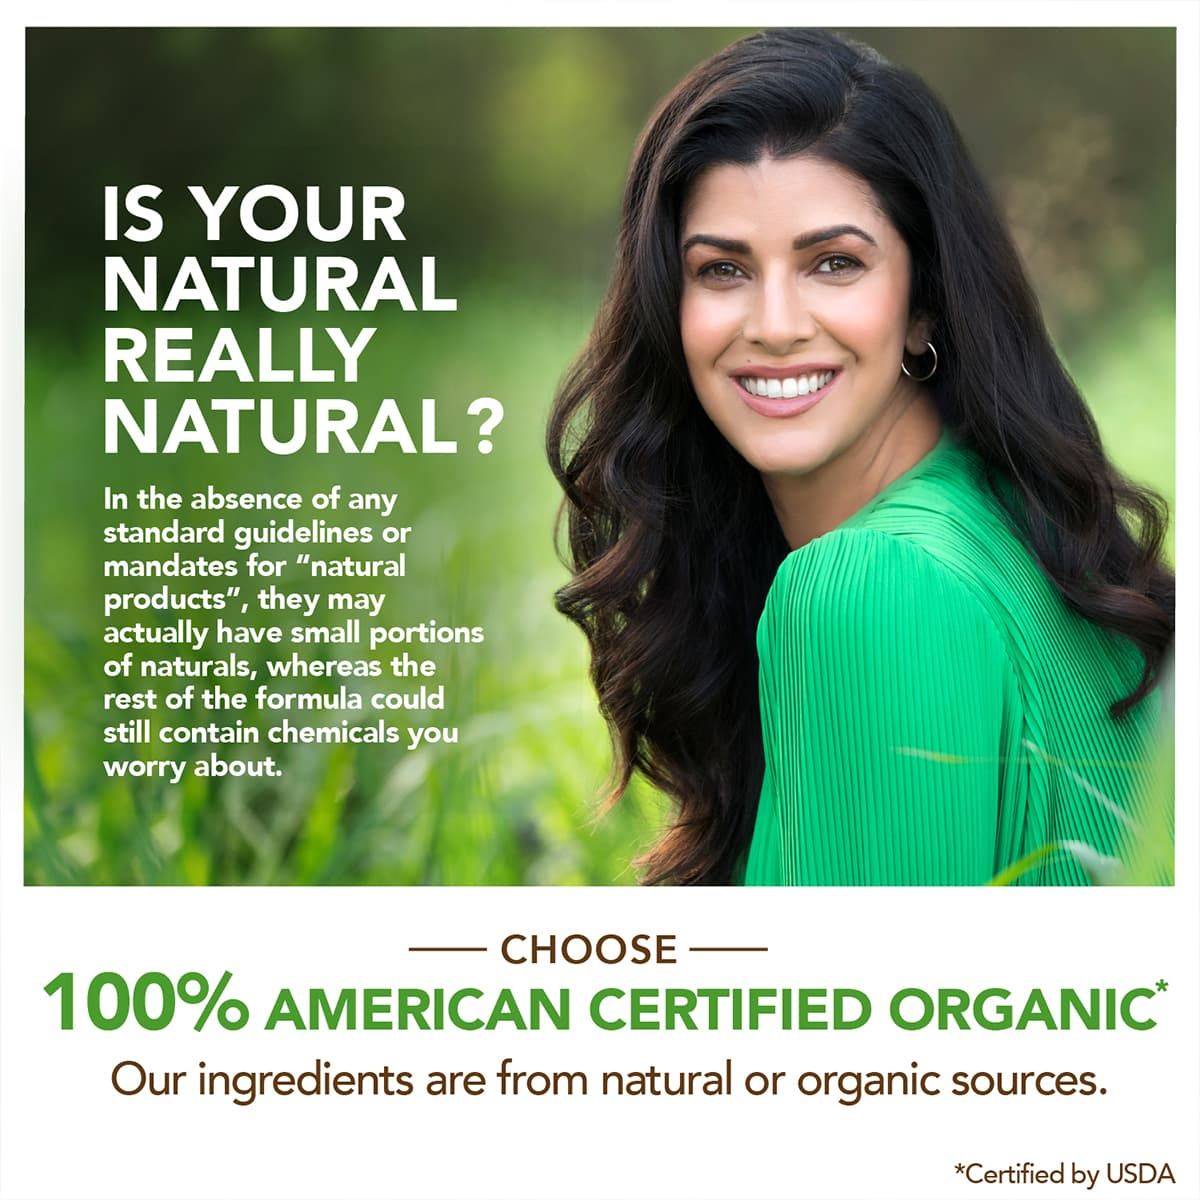 IS YOUR
NATURAL
REALLY
NATURAL?
In the absence of any
standard guidelines or
mandates for “natural
products”, they may
actually have small portions
of naturals, whereas the
rest of the formula could
still contain chemicals you
worry about.
CHOOSE
100% AMERICAN CERTIFIED ORGANIC*
Our ingredients are from natural or organic sources.
*Certified by USDA